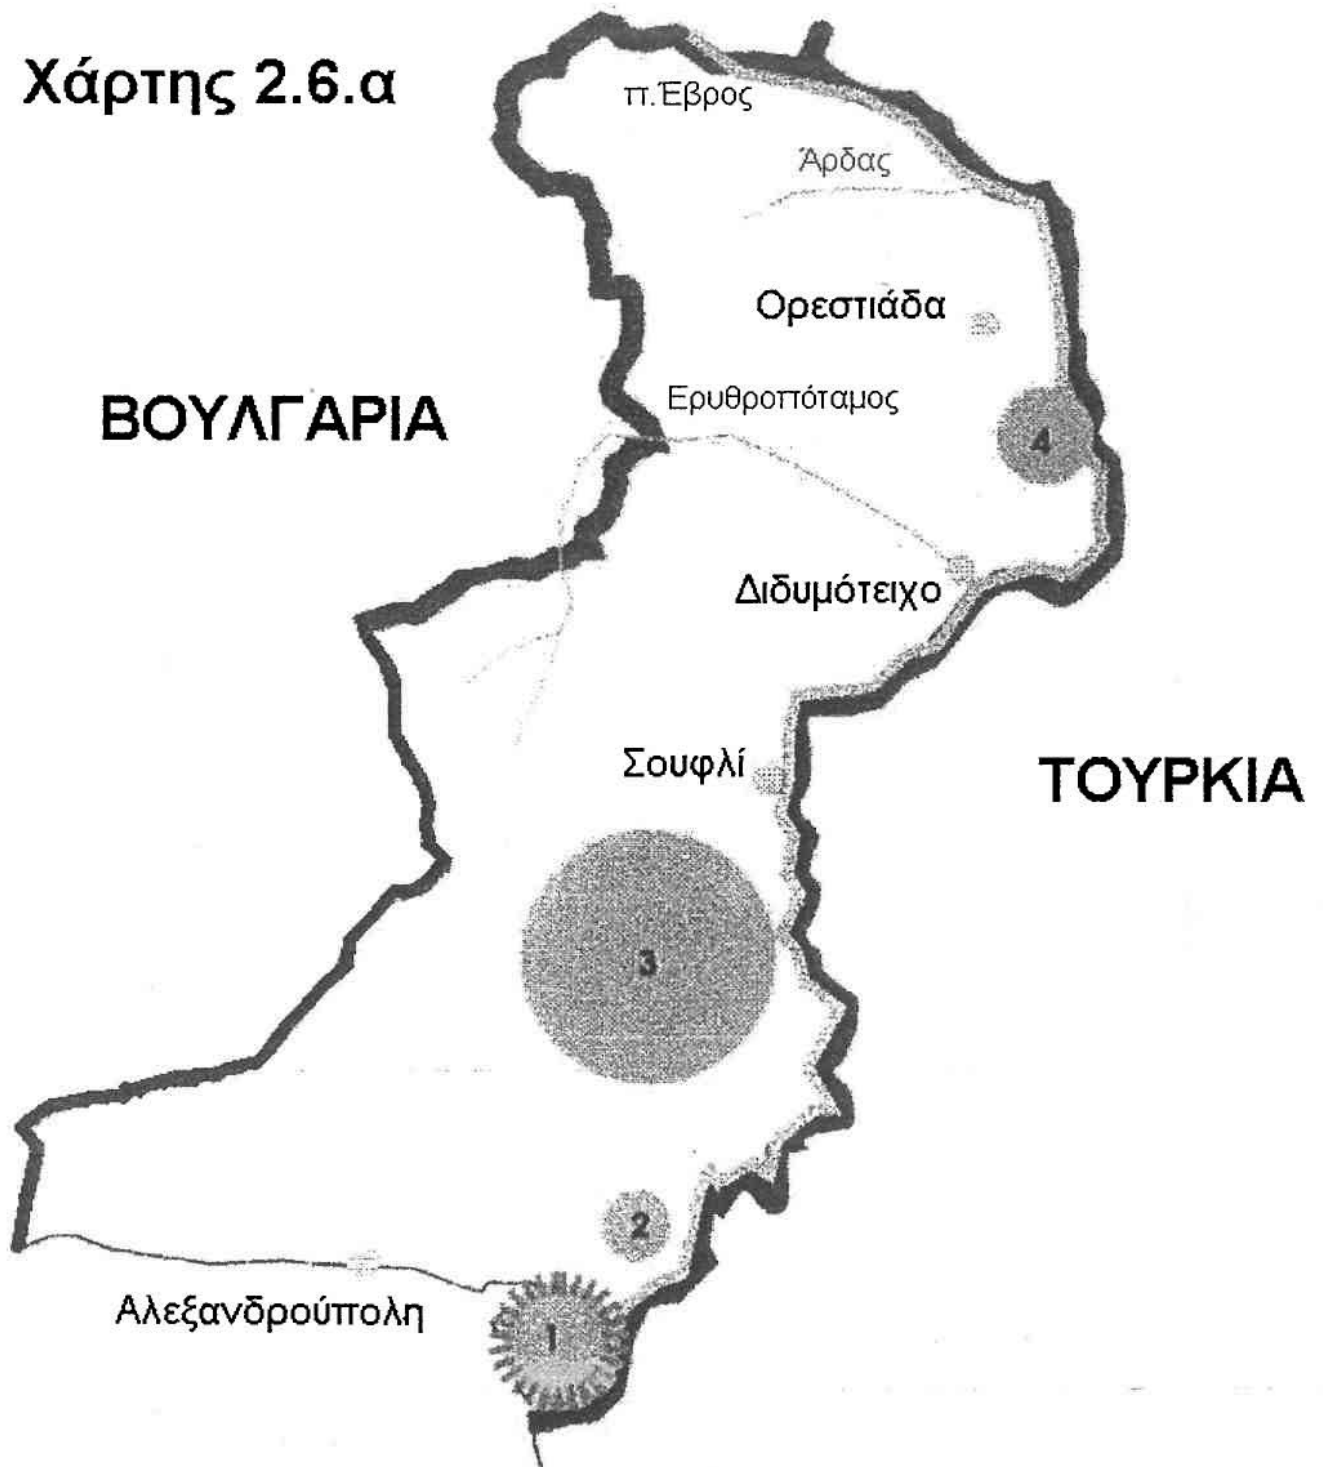 Χάρτης 2.6.α
π.Έβρος
Άρδας
Ορεστιάδα
ΒΟΥΛΓΑΡΙΑ
Ερυθροπόταμος
4
Διδυμότειχο
Σουφλί
ΤΟΥΡΚΙΑ
3
2
Αλεξανδρούπολη
1